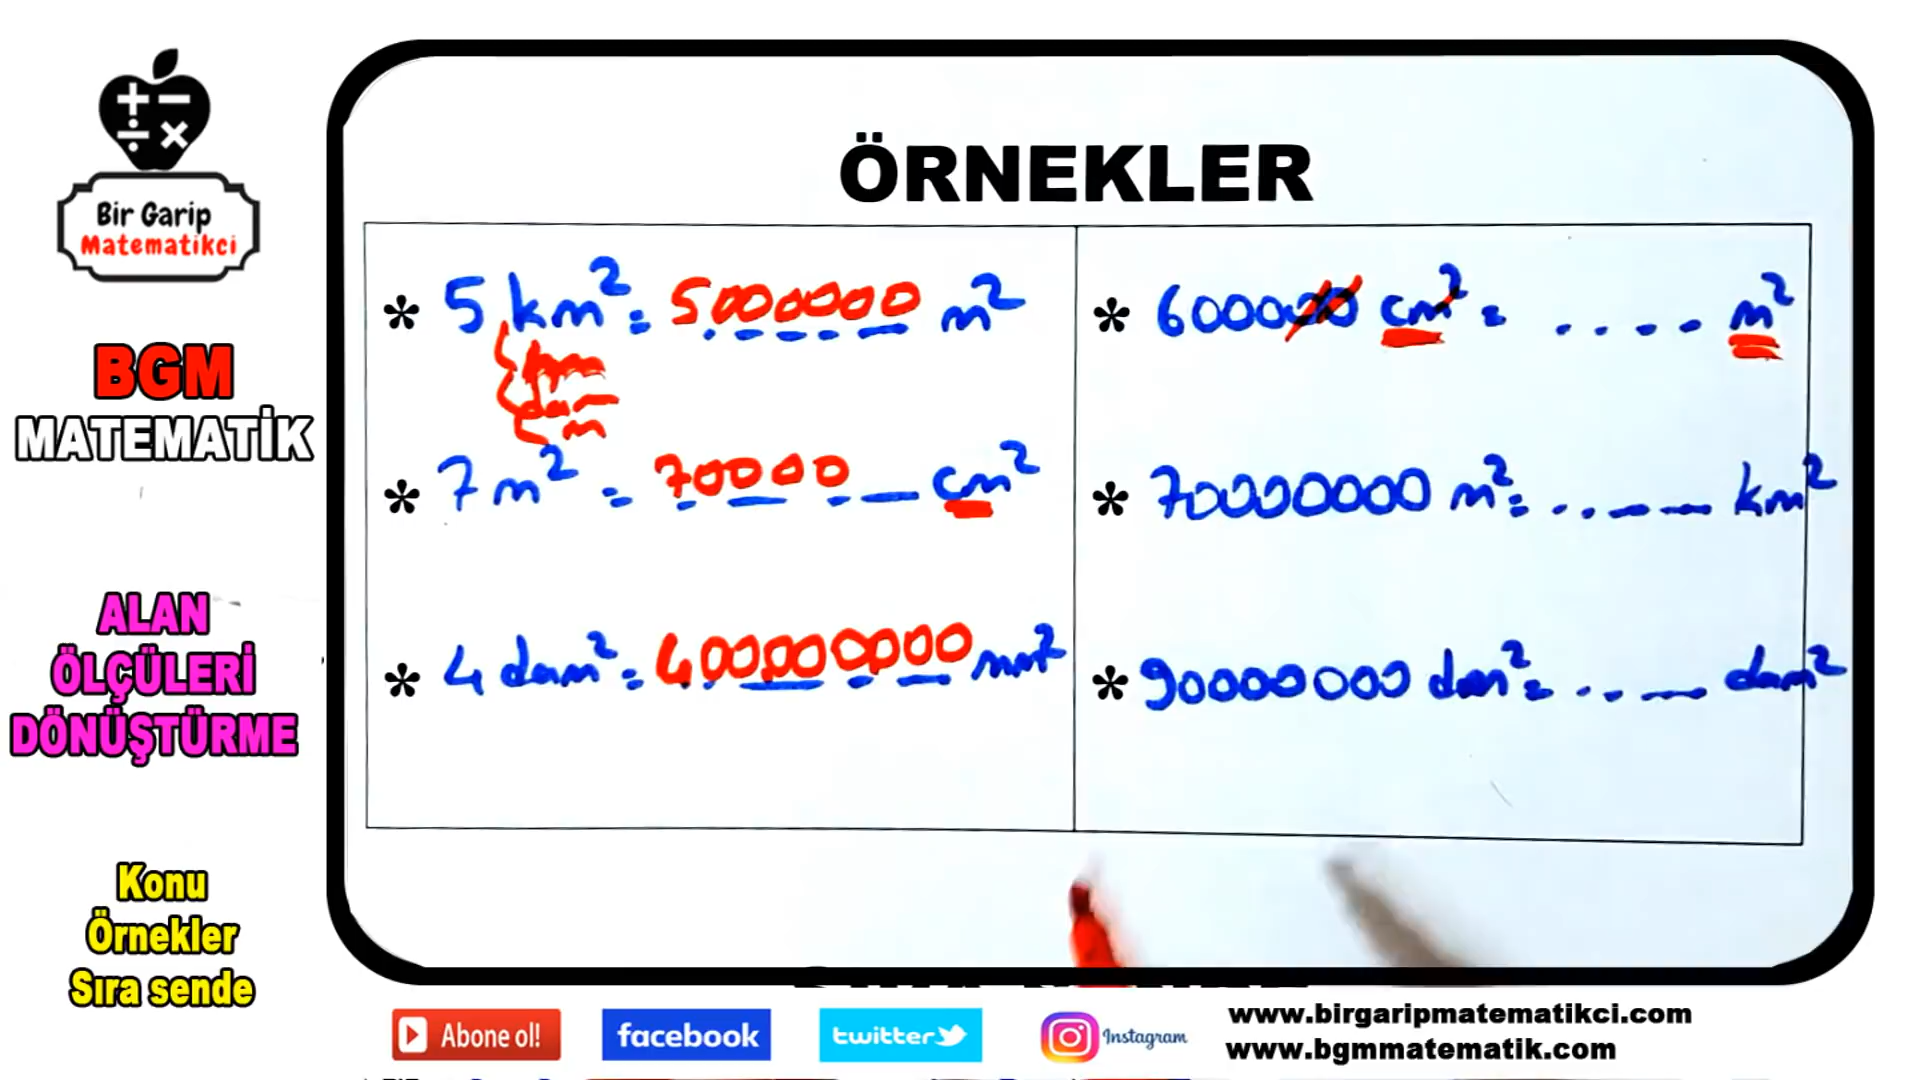 Bir Garip
Matematikci
BGM
MATEMATİK
ALAN
ÖLÇÜLERİ
DÖNÜŞTÜRME
Konu
Örnekler
Sıra sende
ÖRNEKLER
* 5 km² = 5000000 m²
dam
m
* 7 m² = 70000 cm²
* 4 dam² = 400000000 mm²
* 600000 cm² = .... m²
* 70000000 m² = ...... km²
* 90000000 dm² = ..... dam²
Abone ol!
facebook
twitter
Instagram
www.birgaripmatematikci.com
www.bgmmatematik.com